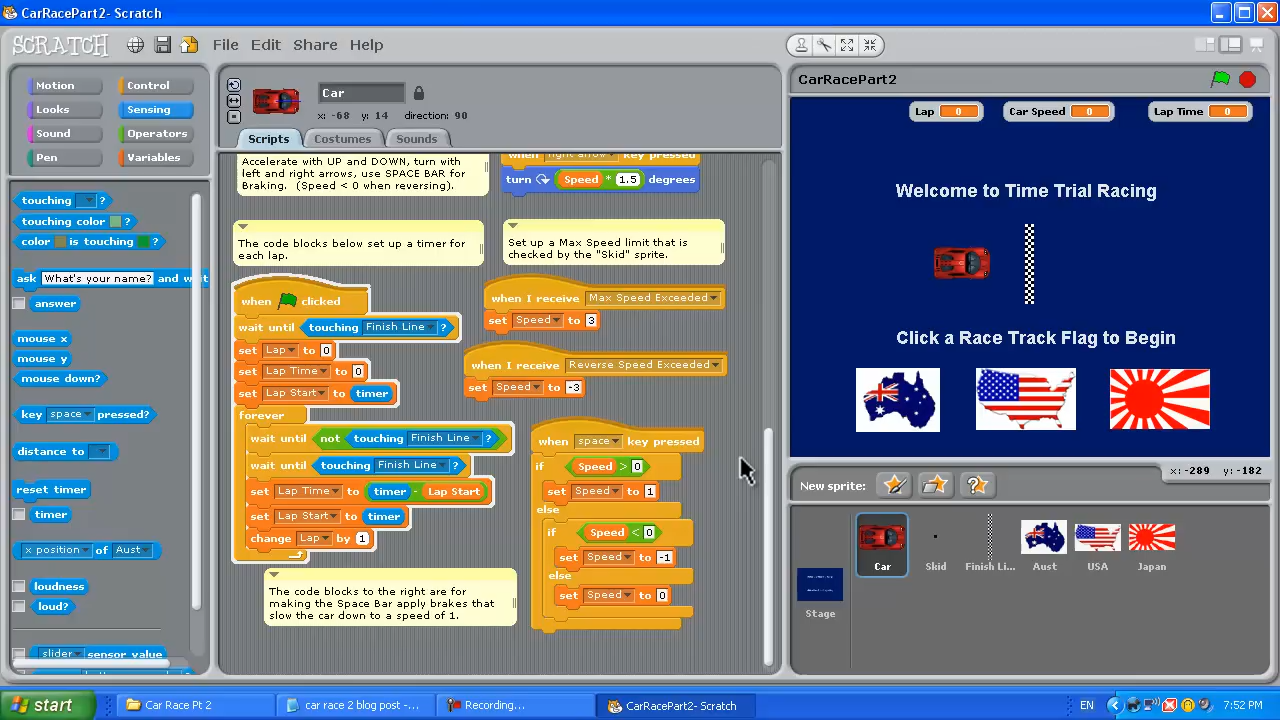 CarRacePart2- Scratch
SCRATCH
File Edit Share Help
Motion Control
Looks Sensing
Sound Operators
Pen Variables
Car
x: -68 y: 14 direction: 90
Scripts Costumes Sounds
touching ?
touching color ?
color is touching ?
ask What's your name? and wait
answer
mouse x
mouse y
mouse down?
key space pressed?
distance to
reset timer
timer
x position of Aust
loudness
loud?
slider sensor value
Accelerate with UP and DOWN, turn with
left and right arrows, use SPACE BAR for
Braking. (Speed < 0 when reversing).
when right arrow key pressed
turn Speed * 1.5 degrees
The code blocks below set up a timer for
each lap.
Set up a Max Speed limit that is
checked by the "Skid" sprite.
when clicked
wait until touching Finish Line ?
set Lap to 0
set Lap Time to 0
set Lap Start to timer
forever
wait until not touching Finish Line ?
wait until touching Finish Line ?
set Lap Time to timer - Lap Start
set Lap Start to timer
change Lap by 1
when I receive Max Speed Exceeded
set Speed to 3
when I receive Reverse Speed Exceeded
set Speed to -3
when space key pressed
if Speed > 0
set Speed to 1
else
if Speed < 0
set Speed to -1
else
set Speed to 0
The code blocks to the right are for
making the Space Bar apply brakes that
slow the car down to a speed of 1.
CarRacePart2
Lap 0 Car Speed 0 Lap Time 0
Welcome to Time Trial Racing
Click a Race Track Flag to Begin
x: -289 y: -182
New sprite:
Car Skid Finish Li... Aust USA Japan
Stage
start Car Race Pt 2 car race 2 blog post -... Recording... CarRacePart2- Scratch EN 7:52 PM